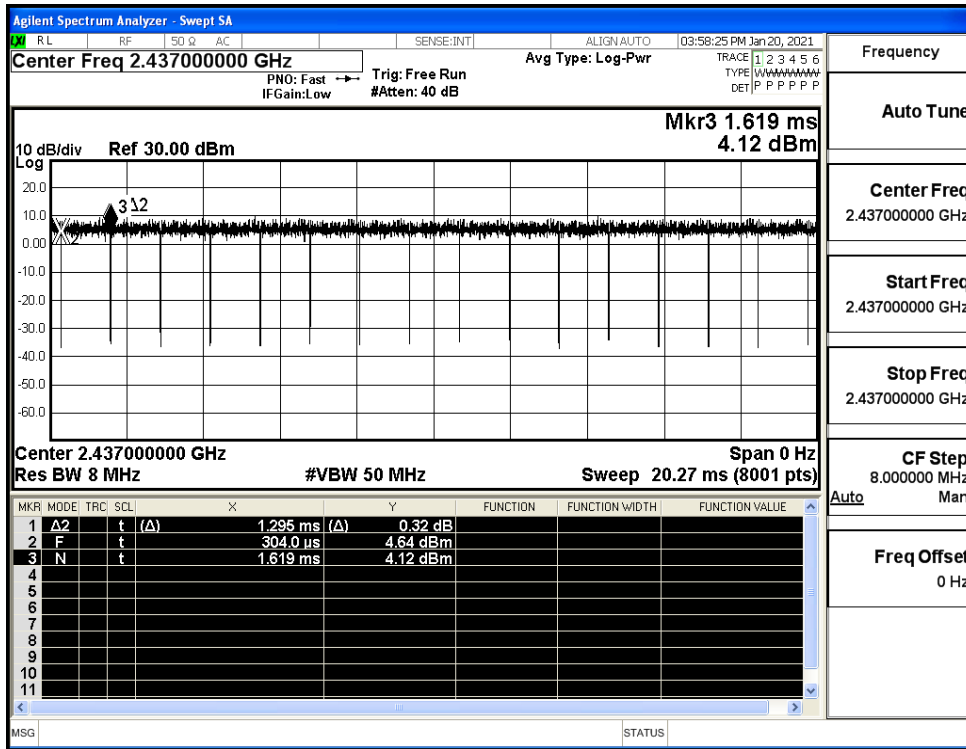 Agilent Spectrum Analyzer - Swept SA
LXI RL RF 50 Ω AC SENSE:INT ALIGN AUTO 03:58:25 PM Jan 20, 2021
Center Freq 2.437000000 GHz
PNO: Fast
IFGain:Low
Trig: Free Run
#Atten: 40 dB
Avg Type: Log-Pwr
TRACE 1 2 3 4 5 6
TYPE WWWWWW
DET P P P P P P
Mkr3 1.619 ms
4.12 dBm
10 dB/div Ref 30.00 dBm
Log
20.0
10.0
0.00
-10.0
-20.0
-30.0
-40.0
-50.0
-60.0
3 Δ2
2
Center 2.437000000 GHz Span 0 Hz
Res BW 8 MHz #VBW 50 MHz Sweep 20.27 ms (8001 pts)
MKR MODE TRC SCL X Y FUNCTION FUNCTION WIDTH FUNCTION VALUE
1 Δ2 t (Δ) 1.295 ms (Δ) 0.32 dB
2 F t 304.0 µs 4.64 dBm
3 N t 1.619 ms 4.12 dBm
4
5
6
7
8
9
10
11
MSG STATUS
Frequency
Auto Tune
Center Freq
2.437000000 GHz
Start Freq
2.437000000 GHz
Stop Freq
2.437000000 GHz
CF Step
8.000000 MHz
Auto Man
Freq Offset
0 Hz